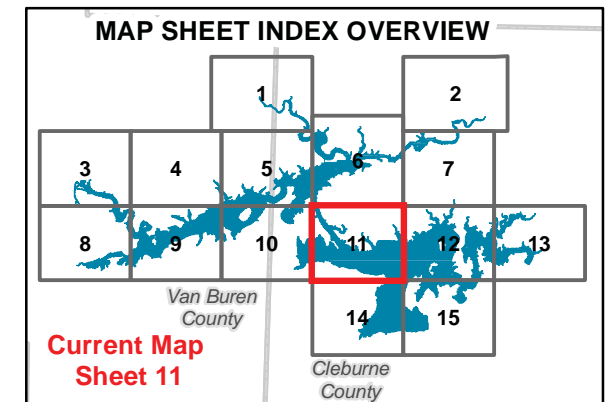 MAP SHEET INDEX OVERVIEW
1
2
3
4
5
6
7
8
9
10
11
12
13
Van Buren
County
14
15
Current Map
Sheet 11
Cleburne
County